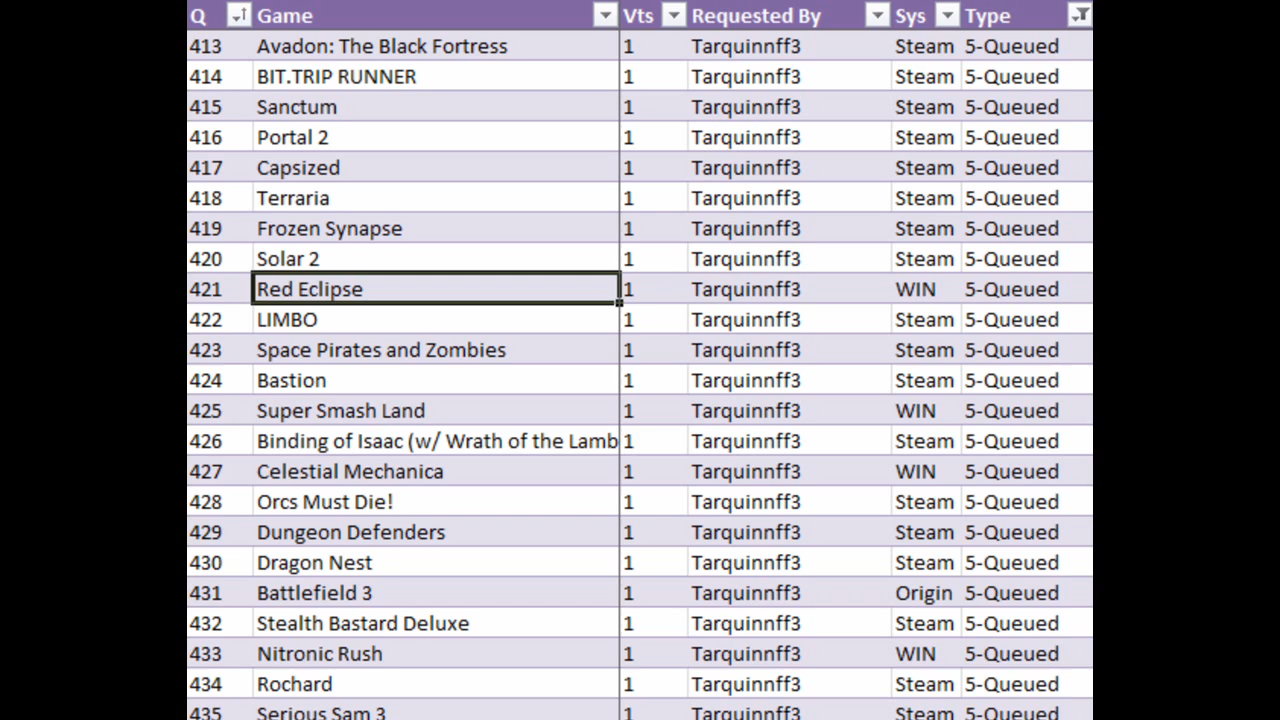 Q Game Vts Requested By Sys Type
413 Avadon: The Black Fortress 1 Tarquinnff3 Steam 5-Queued
414 BIT.TRIP RUNNER 1 Tarquinnff3 Steam 5-Queued
415 Sanctum 1 Tarquinnff3 Steam 5-Queued
416 Portal 2 1 Tarquinnff3 Steam 5-Queued
417 Capsized 1 Tarquinnff3 Steam 5-Queued
418 Terraria 1 Tarquinnff3 Steam 5-Queued
419 Frozen Synapse 1 Tarquinnff3 Steam 5-Queued
420 Solar 2 1 Tarquinnff3 Steam 5-Queued
421 Red Eclipse 1 Tarquinnff3 WIN 5-Queued
422 LIMBO 1 Tarquinnff3 Steam 5-Queued
423 Space Pirates and Zombies 1 Tarquinnff3 Steam 5-Queued
424 Bastion 1 Tarquinnff3 Steam 5-Queued
425 Super Smash Land 1 Tarquinnff3 WIN 5-Queued
426 Binding of Isaac (w/ Wrath of the Lamb 1 Tarquinnff3 Steam 5-Queued
427 Celestial Mechanica 1 Tarquinnff3 WIN 5-Queued
428 Orcs Must Die! 1 Tarquinnff3 Steam 5-Queued
429 Dungeon Defenders 1 Tarquinnff3 Steam 5-Queued
430 Dragon Nest 1 Tarquinnff3 Steam 5-Queued
431 Battlefield 3 1 Tarquinnff3 Origin 5-Queued
432 Stealth Bastard Deluxe 1 Tarquinnff3 Steam 5-Queued
433 Nitronic Rush 1 Tarquinnff3 WIN 5-Queued
434 Rochard 1 Tarquinnff3 Steam 5-Queued
435 Serious Sam 3 1 Tarquinnff3 Steam 5-Queued